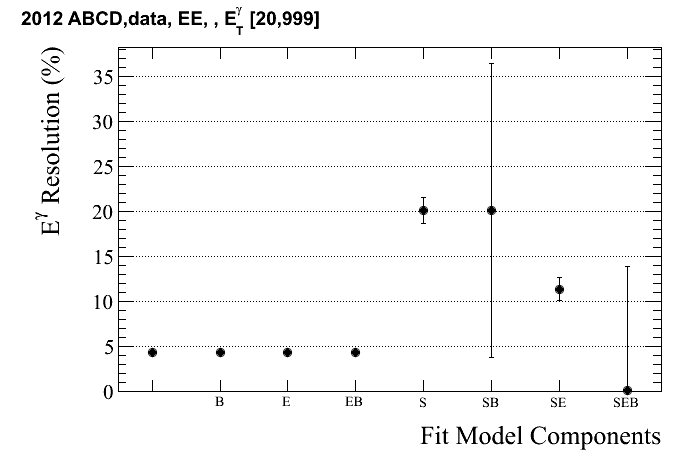 2012 ABCD,data, EE, , E_T^γ [20,999]
E^γ Resolution (%)
35
30
25
20
15
10
5
0
B E EB S SB SE SEB
Fit Model Components